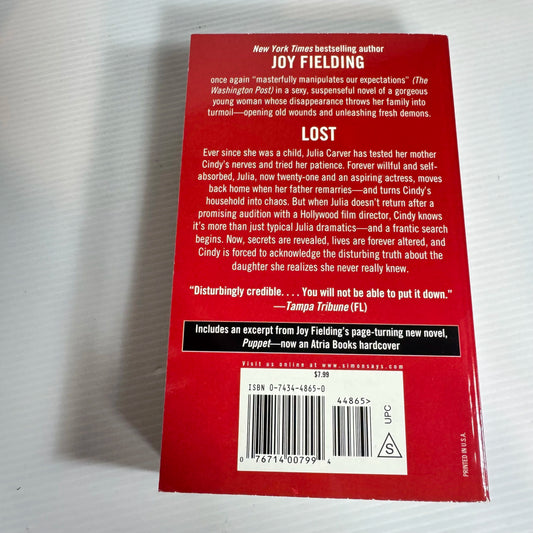 New York Times bestselling author
JOY FIELDING
once again “masterfully manipulates our expectations” (The
Washington Post) in a sexy, suspenseful novel of a gorgeous
young woman whose disappearance throws her family into
turmoil—opening old wounds and unleashing fresh demons.
LOST
Ever since she was a child, Julia Carver has tested her mother
Cindy’s nerves and tried her patience. Forever willful and self-
absorbed, Julia, now twenty-one and an aspiring actress, moves
back home when her father remarries—and turns Cindy’s
household into chaos. But when Julia doesn’t return after a
promising audition with a Hollywood film director, Cindy knows
it’s more than just typical Julia dramatics—and a frantic search
begins. Now, secrets are revealed, lives are forever altered, and
Cindy is forced to acknowledge the disturbing truth about the
daughter she realizes she never really knew.
“Disturbingly credible. . . . You will not be able to put it down.”
—Tampa Tribune (FL)
Includes an excerpt from Joy Fielding’s page-turning new novel,
Puppet—now an Atria Books hardcover
Visit us online at www.simonsays.com
$7.99
ISBN 0-7434-4865-0
44865>
0 76714 00799 4
UPC
S
PRINTED IN U.S.A.